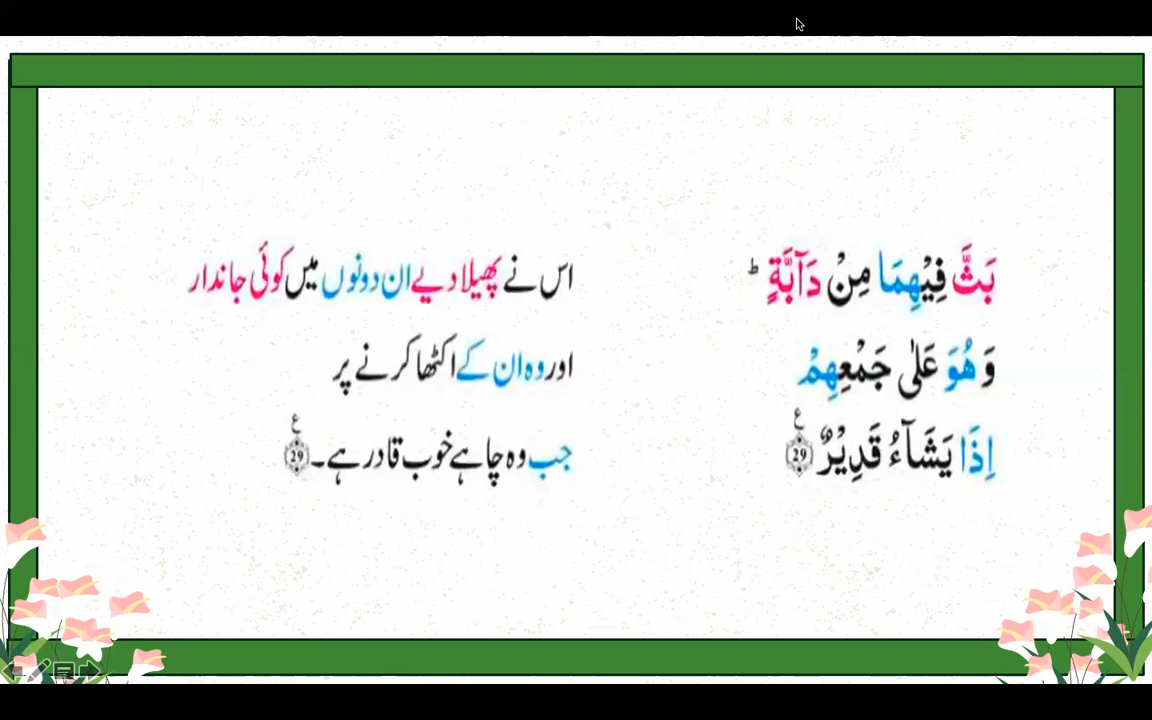 بَثَّ فِيْهِمَا مِنْ دَآبَّةٍ ؕ
وَ هُوَ عَلٰى جَمْعِهِمْ
اِذَا يَشَآءُ قَدِيْرٌ ع 29
اس نے پھیلا دیے ان دونوں میں کوئی جاندار
اور وہ ان کے اکٹھا کرنے پر
جب وہ چاہے خوب قادر ہے۔ ع 29